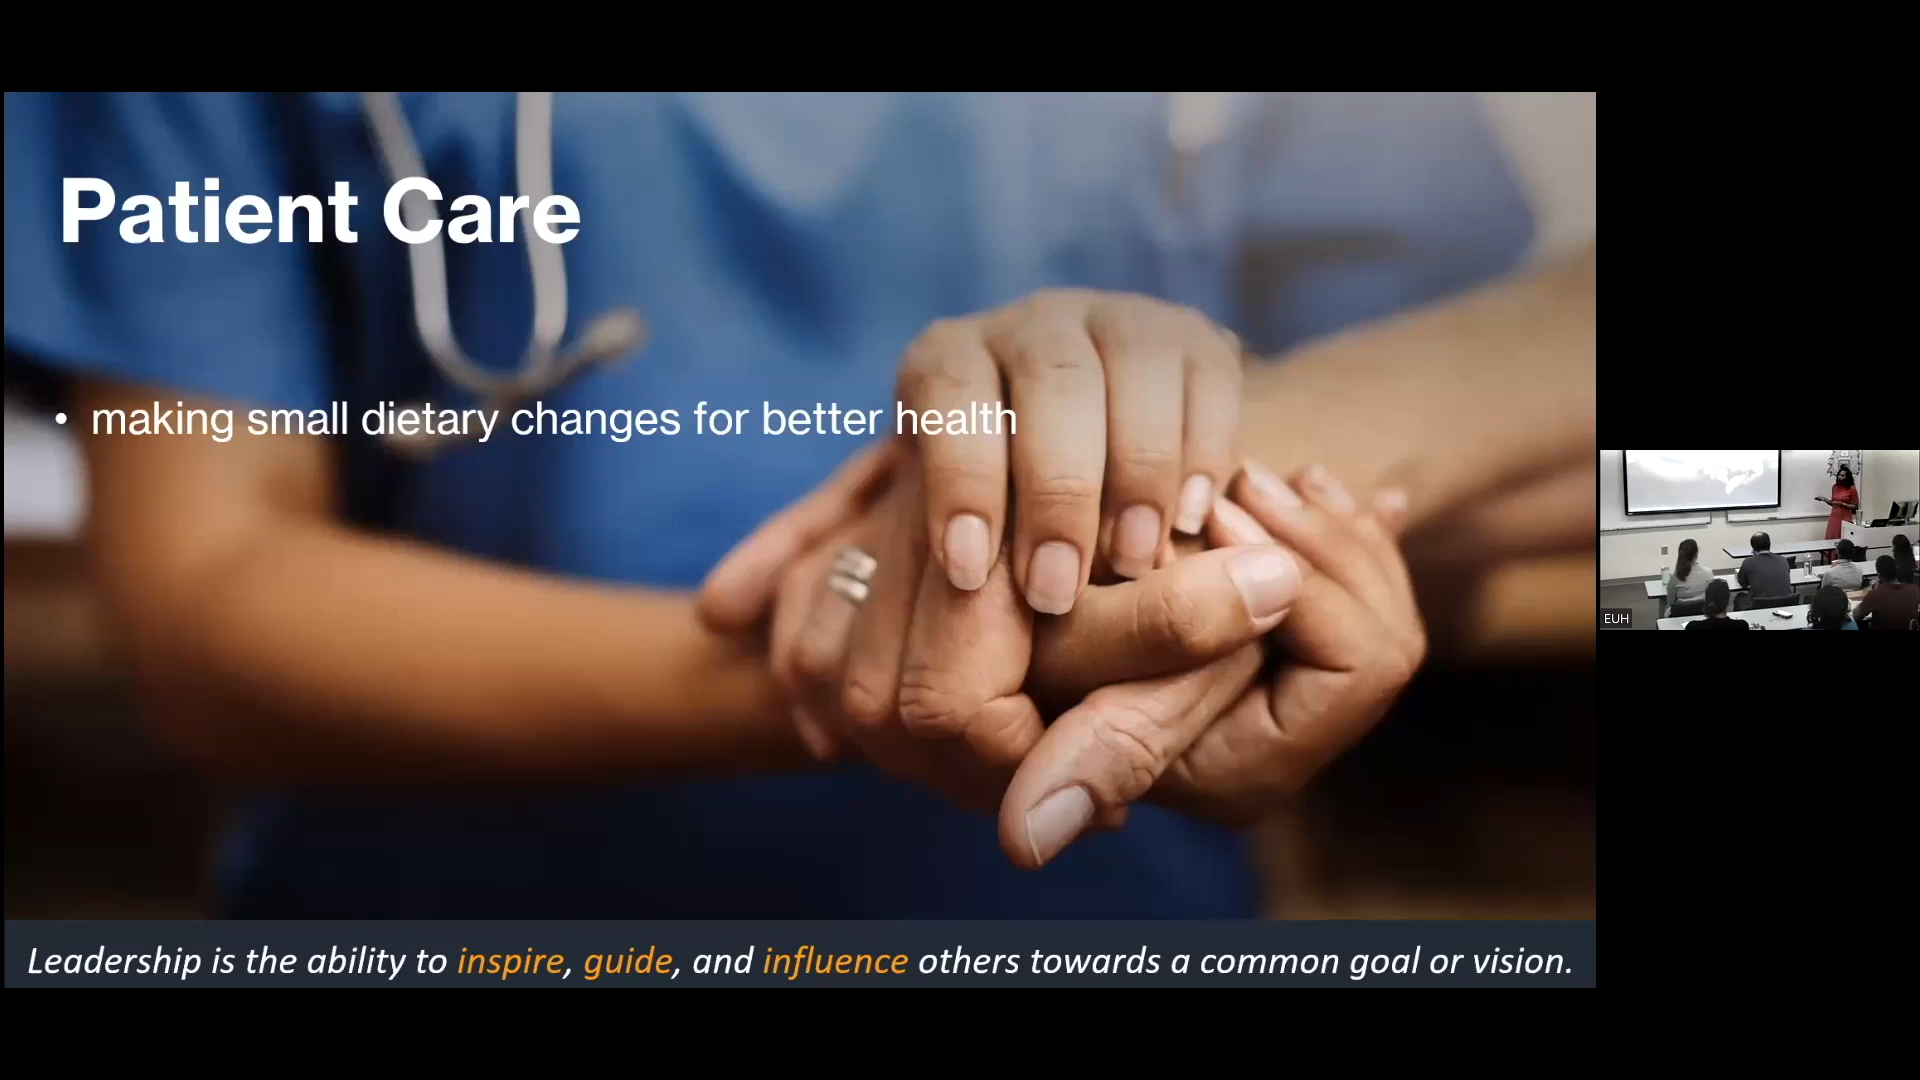 Patient Care
• making small dietary changes for better health
Leadership is the ability to inspire, guide, and influence others towards a common goal or vision.
EUH